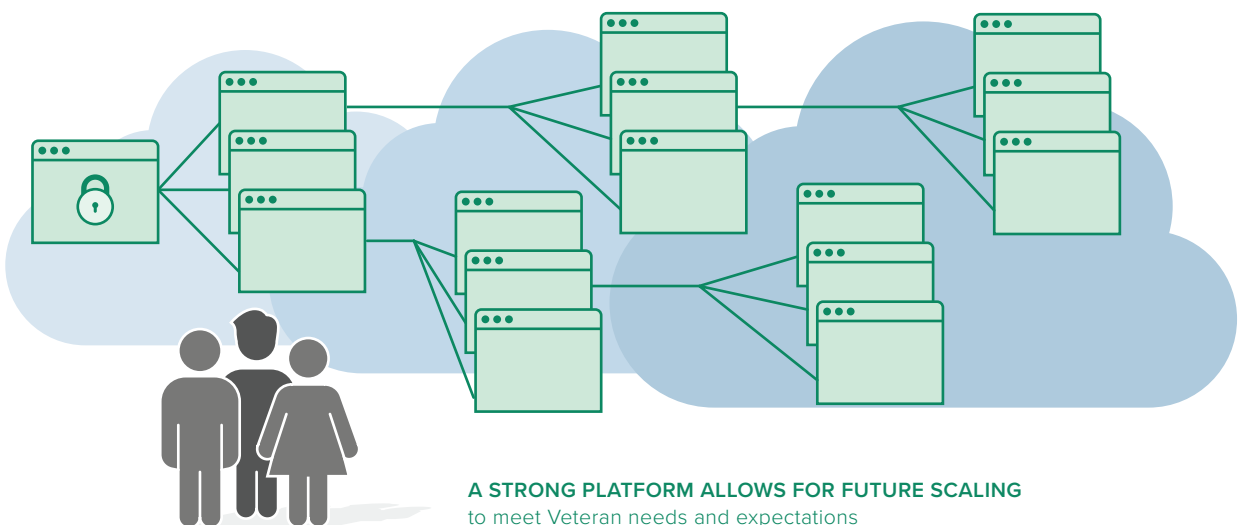 A STRONG PLATFORM ALLOWS FOR FUTURE SCALING
to meet Veteran needs and expectations